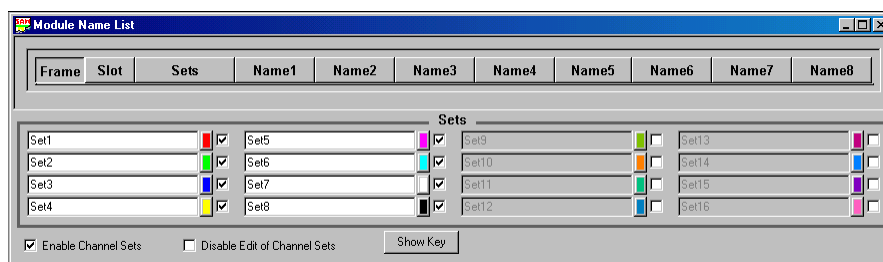 SAM Module Name List
Frame Slot Sets Name1 Name2 Name3 Name4 Name5 Name6 Name7 Name8
Sets
Set1 Set5 Set9 Set13
Set2 Set6 Set10 Set14
Set3 Set7 Set11 Set15
Set4 Set8 Set12 Set16
Enable Channel Sets Disable Edit of Channel Sets Show Key